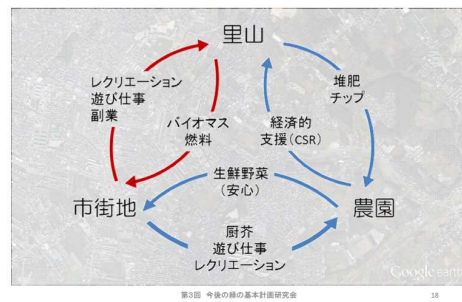 里山
レクリエーション
遊び仕事
副業
バイオマス
燃料
経済的
支援(CSR)
堆肥
チップ
生鮮野菜
(安心)
市街地
農園
厨芥
遊び仕事
レクリエーション
Google earth
第3回 今後の緑の基本計画研究会
18